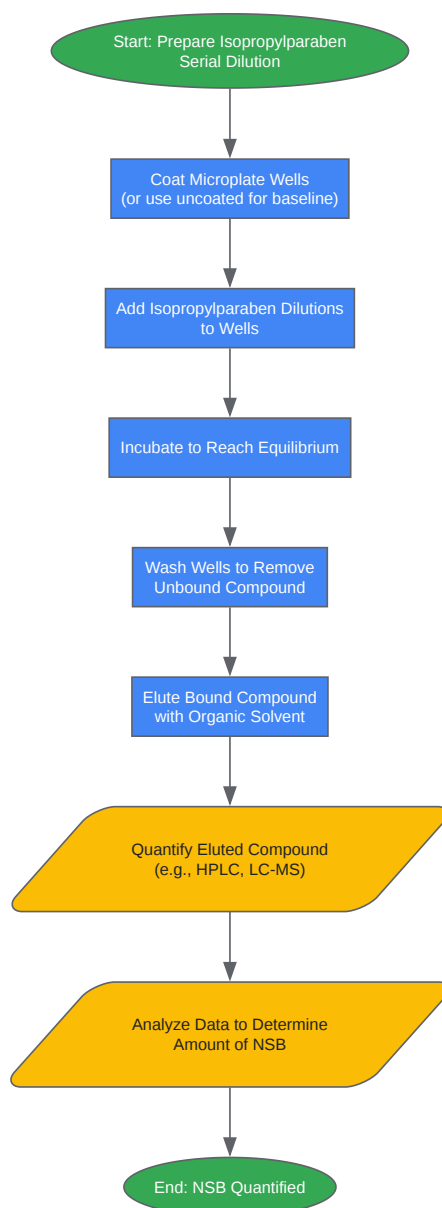 Start: Prepare Isopropylparaben
Serial Dilution
Coat Microplate Wells
(or use uncoated for baseline)
Add Isopropylparaben Dilutions
to Wells
Incubate to Reach Equilibrium
Wash Wells to Remove
Unbound Compound
Elute Bound Compound
with Organic Solvent
Quantify Eluted Compound
(e.g., HPLC, LC-MS)
Analyze Data to Determine
Amount of NSB
End: NSB Quantified